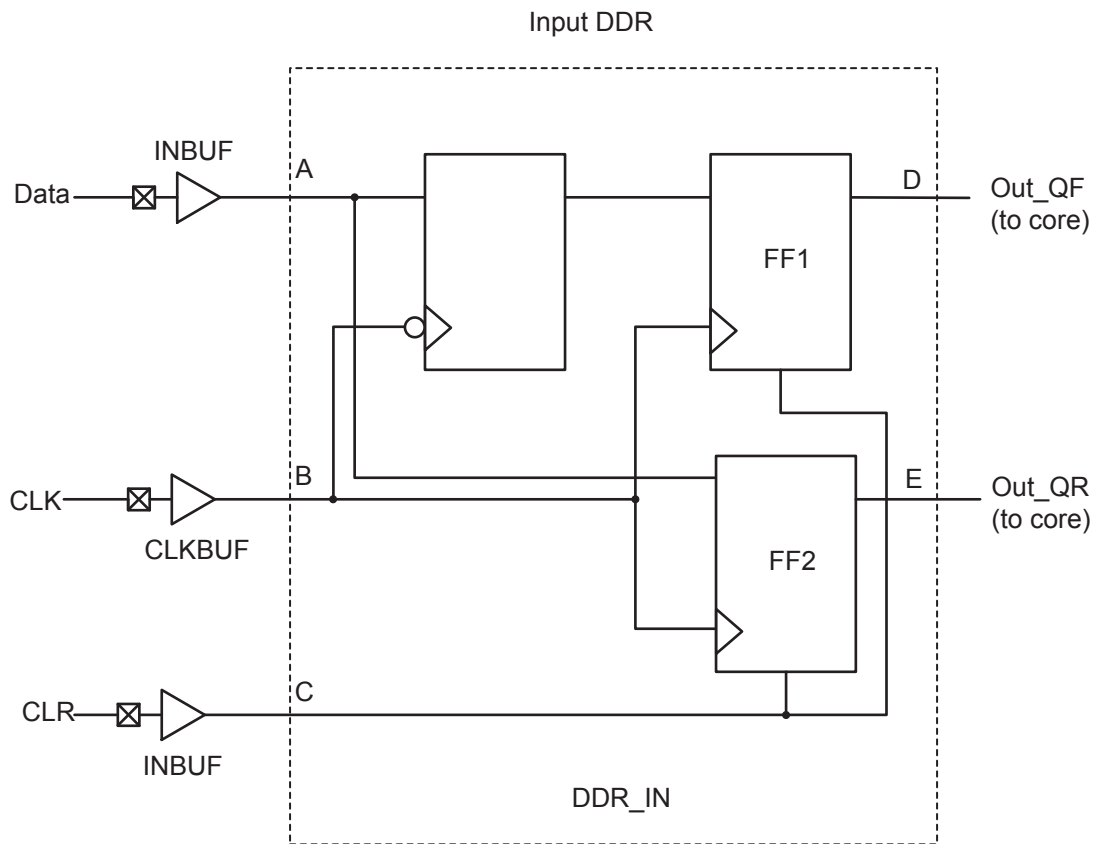 Input DDR
INBUF
A
Data
D
Out_QF
(to core)
FF1
B
CLK
E
Out_QR
(to core)
CLKBUF
FF2
C
CLR
INBUF
DDR_IN